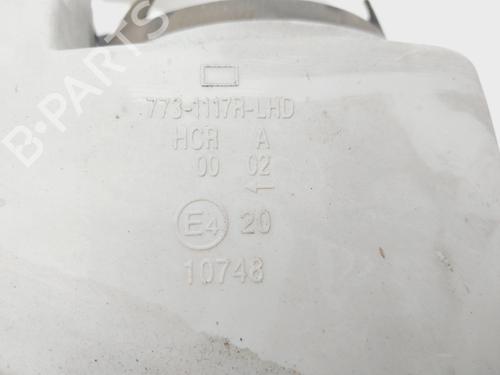 773-1117R-LHD
HCR A
00 02
E4 20
10748
B-PARTS